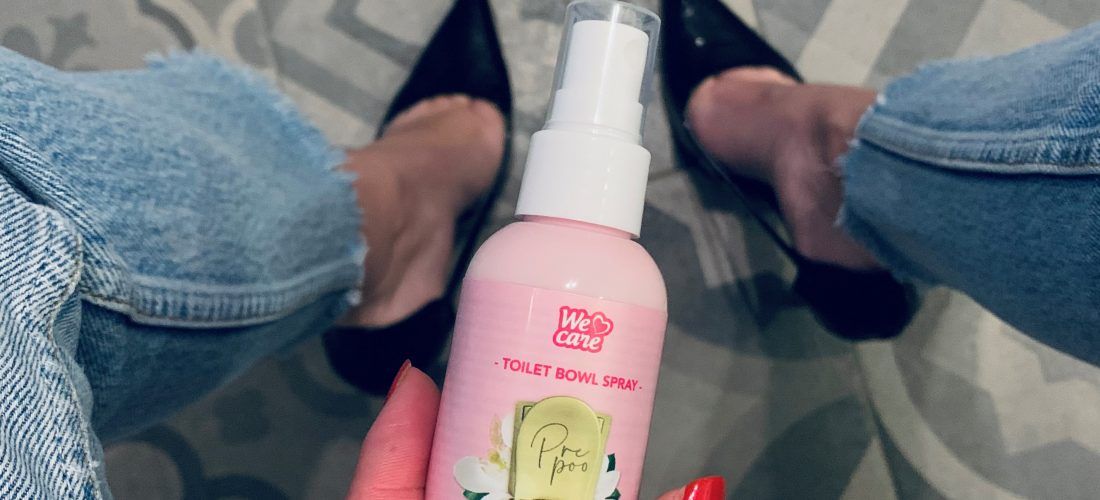 We
care
- TOILET BOWL SPRAY -
Pre
poo